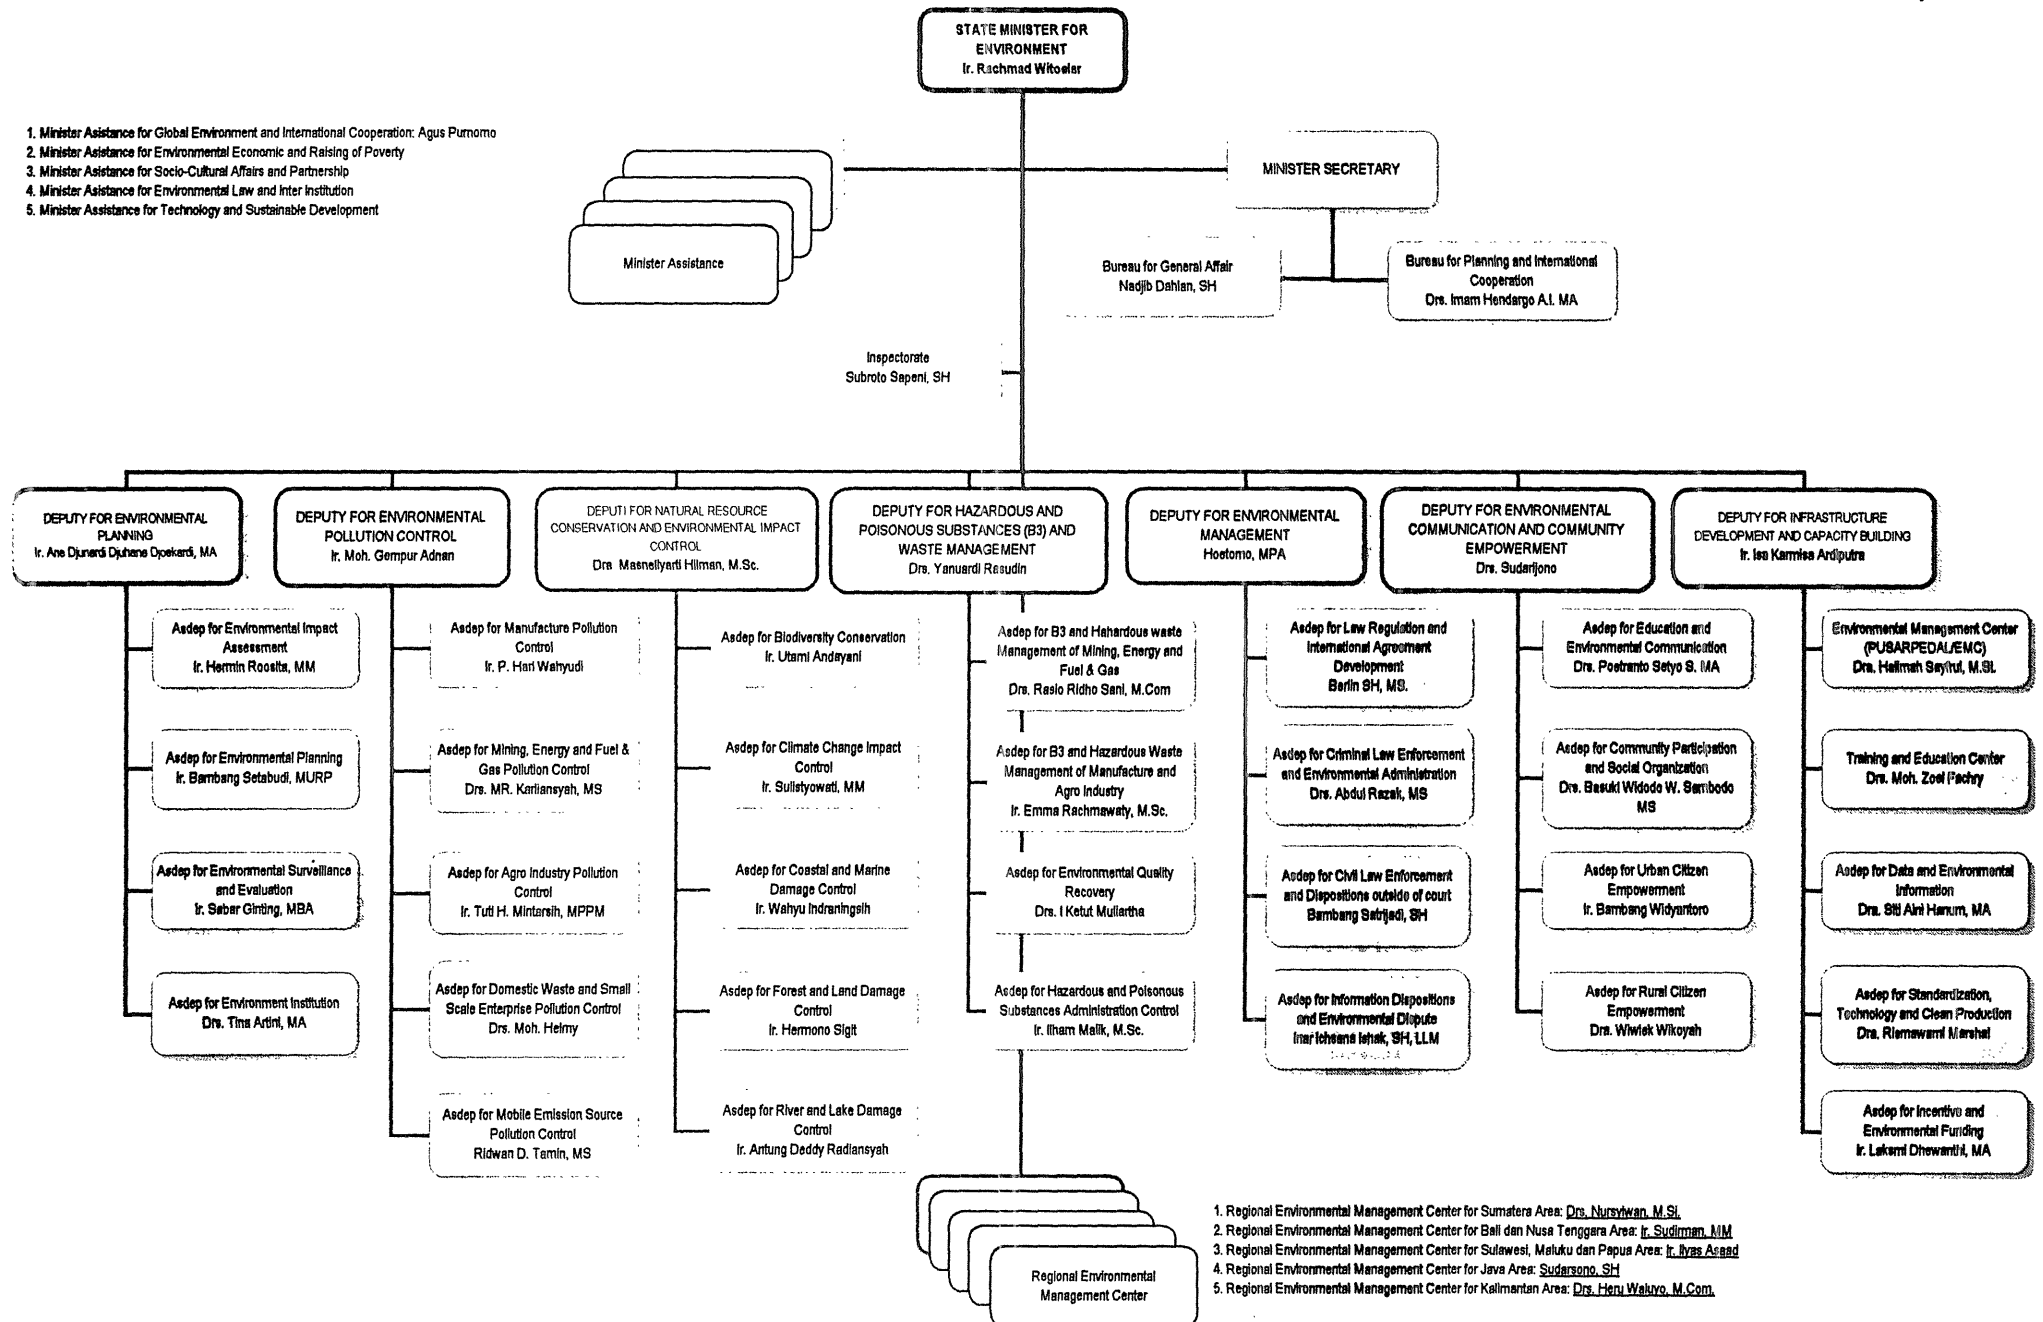 STATE MINISTER FOR
ENVIRONMENT
Ir. Rachmad Witoelar
1. Minister Asistance for Global Environment and International Cooperation: Agus Purnomo
2. Minister Asistance for Environmental Economic and Raising of Poverty
3. Minister Asistance for Socio-Cultural Affairs and Partnership
4. Minister Asistance for Environmental Law and Inter Institution
5. Minister Assistance for Technology and Sustainable Development
Minister Assistance
MINISTER SECRETARY
Bureau for General Affair
Nadjib Dahlan, SH
Bureau for Planning and International
Cooperation
Drs. Imam Hendargo A.I. MA
Inspectorate
Subroto Sapeni, SH
DEPUTY FOR ENVIRONMENTAL
PLANNING
Ir. Ane Djunardi Djuhana Djoekardi, MA
Asdep for Environmental Impact
Assessment
Ir. Hermin Roosita, MM
Asdep for Environmental Planning
Ir. Bambang Setabudi, MURP
Asdep for Environmental Surveillance
and Evaluation
Ir. Sabar Ginting, MBA
Asdep for Environment Institution
Drs. Tina Artini, MA
DEPUTY FOR ENVIRONMENTAL
POLLUTION CONTROL
Ir. Moh. Gempur Adnan
Asdep for Manufacture Pollution
Control
Ir. P. Hari Wahyudi
Asdep for Mining, Energy and Fuel &
Gas Pollution Control
Drs. MR. Karliansyah, MS
Asdep for Agro Industry Pollution
Control
Ir. Tuti H. Mintarsih, MPPM
Asdep for Domestic Waste and Small
Scale Enterprise Pollution Control
Drs. Moh. Helmy
Asdep for Mobile Emission Source
Pollution Control
Ridwan D. Tamin, MS
DEPUTI FOR NATURAL RESOURCE
CONSERVATION AND ENVIRONMENTAL IMPACT
CONTROL
Dra Masnellyarti Hilman, M.Sc.
Asdep for Biodiversity Conservation
Ir. Utami Andayani
Asdep for Climate Change Impact
Control
Ir. Sulistyowati, MM
Asdep for Coastal and Marine
Damage Control
Ir. Wahyu Indraningsih
Asdep for Forest and Land Damage
Control
Ir. Hermono Sigit
Asdep for River and Lake Damage
Control
Ir. Antung Deddy Radiansyah
DEPUTY FOR HAZARDOUS AND
POISONOUS SUBSTANCES (B3) AND
WASTE MANAGEMENT
Drs. Yanuardi Rasudin
Asdep for B3 and Hahardous waste
Management of Mining, Energy and
Fuel & Gas
Drs. Rasio Ridho Sani, M.Com
Asdep for B3 and Hazardous Waste
Management of Manufacture and
Agro Industry
Ir. Emma Rachmawaty, M.Sc.
Asdep for Environmental Quality
Recovery
Drs. I Ketut Muliartha
Asdep for Hazardous and Poisonous
Substances Administration Control
Ir. Ilham Malik, M.Sc.
DEPUTY FOR ENVIRONMENTAL
MANAGEMENT
Hoetomo, MPA
Asdep for Law Regulation and
International Agreement
Development
Berlin SH, MS.
Asdep for Criminal Law Enforcement
and Environmental Administration
Drs. Abdul Razak, MS
Asdep for Civil Law Enforcement
and Dispositions outside of court
Bambang Satrijadi, SH
Asdep for Information Dispositions
and Environmental Dispute
Inar Ichsana Ishak, SH, LLM
DEPUTY FOR ENVIRONMENTAL
COMMUNICATION AND COMMUNITY
EMPOWERMENT
Drs. Sudarijono
Asdep for Education and
Environmental Communication
Drs. Postranto Setyo S. MA
Asdep for Community Participation
and Social Organization
Drs. Basuki Widodo W. Sambodo
MS
Asdep for Urban Citizen
Empowerment
Ir. Bambang Widyantoro
Asdep for Rural Citizen
Empowerment
Dra. Wiwiek Wikoyah
DEPUTY FOR INFRASTRUCTURE
DEVELOPMENT AND CAPACITY BUILDING
Ir. Isa Karmisa Ardiputra
Environmental Management Center
(PUSARPEDAL/EMC)
Dra. Halimah Sayfrul, M.Si.
Training and Education Center
Drs. Moh. Zoel Fachry
Asdep for Data and Environmental
Information
Dra. Siti Aini Hanum, MA
Asdep for Standardization,
Technology and Clean Production
Dra. Rismawarni Marshal
Asdep for Incentive and
Environmental Funding
Ir. Laksmi Dhewanthi, MA
Regional Environmental
Management Center
1. Regional Environmental Management Center for Sumatera Area: Drs. Nursyiwan, M.Si.
2. Regional Environmental Management Center for Bali dan Nusa Tenggara Area: Ir. Sudirman, MM
3. Regional Environmental Management Center for Sulawesi, Maluku dan Papua Area: Ir. Ilyas Asaad
4. Regional Environmental Management Center for Java Area: Sudarsono, SH
5. Regional Environmental Management Center for Kalimantan Area: Drs. Heru Waluyo, M.Com.